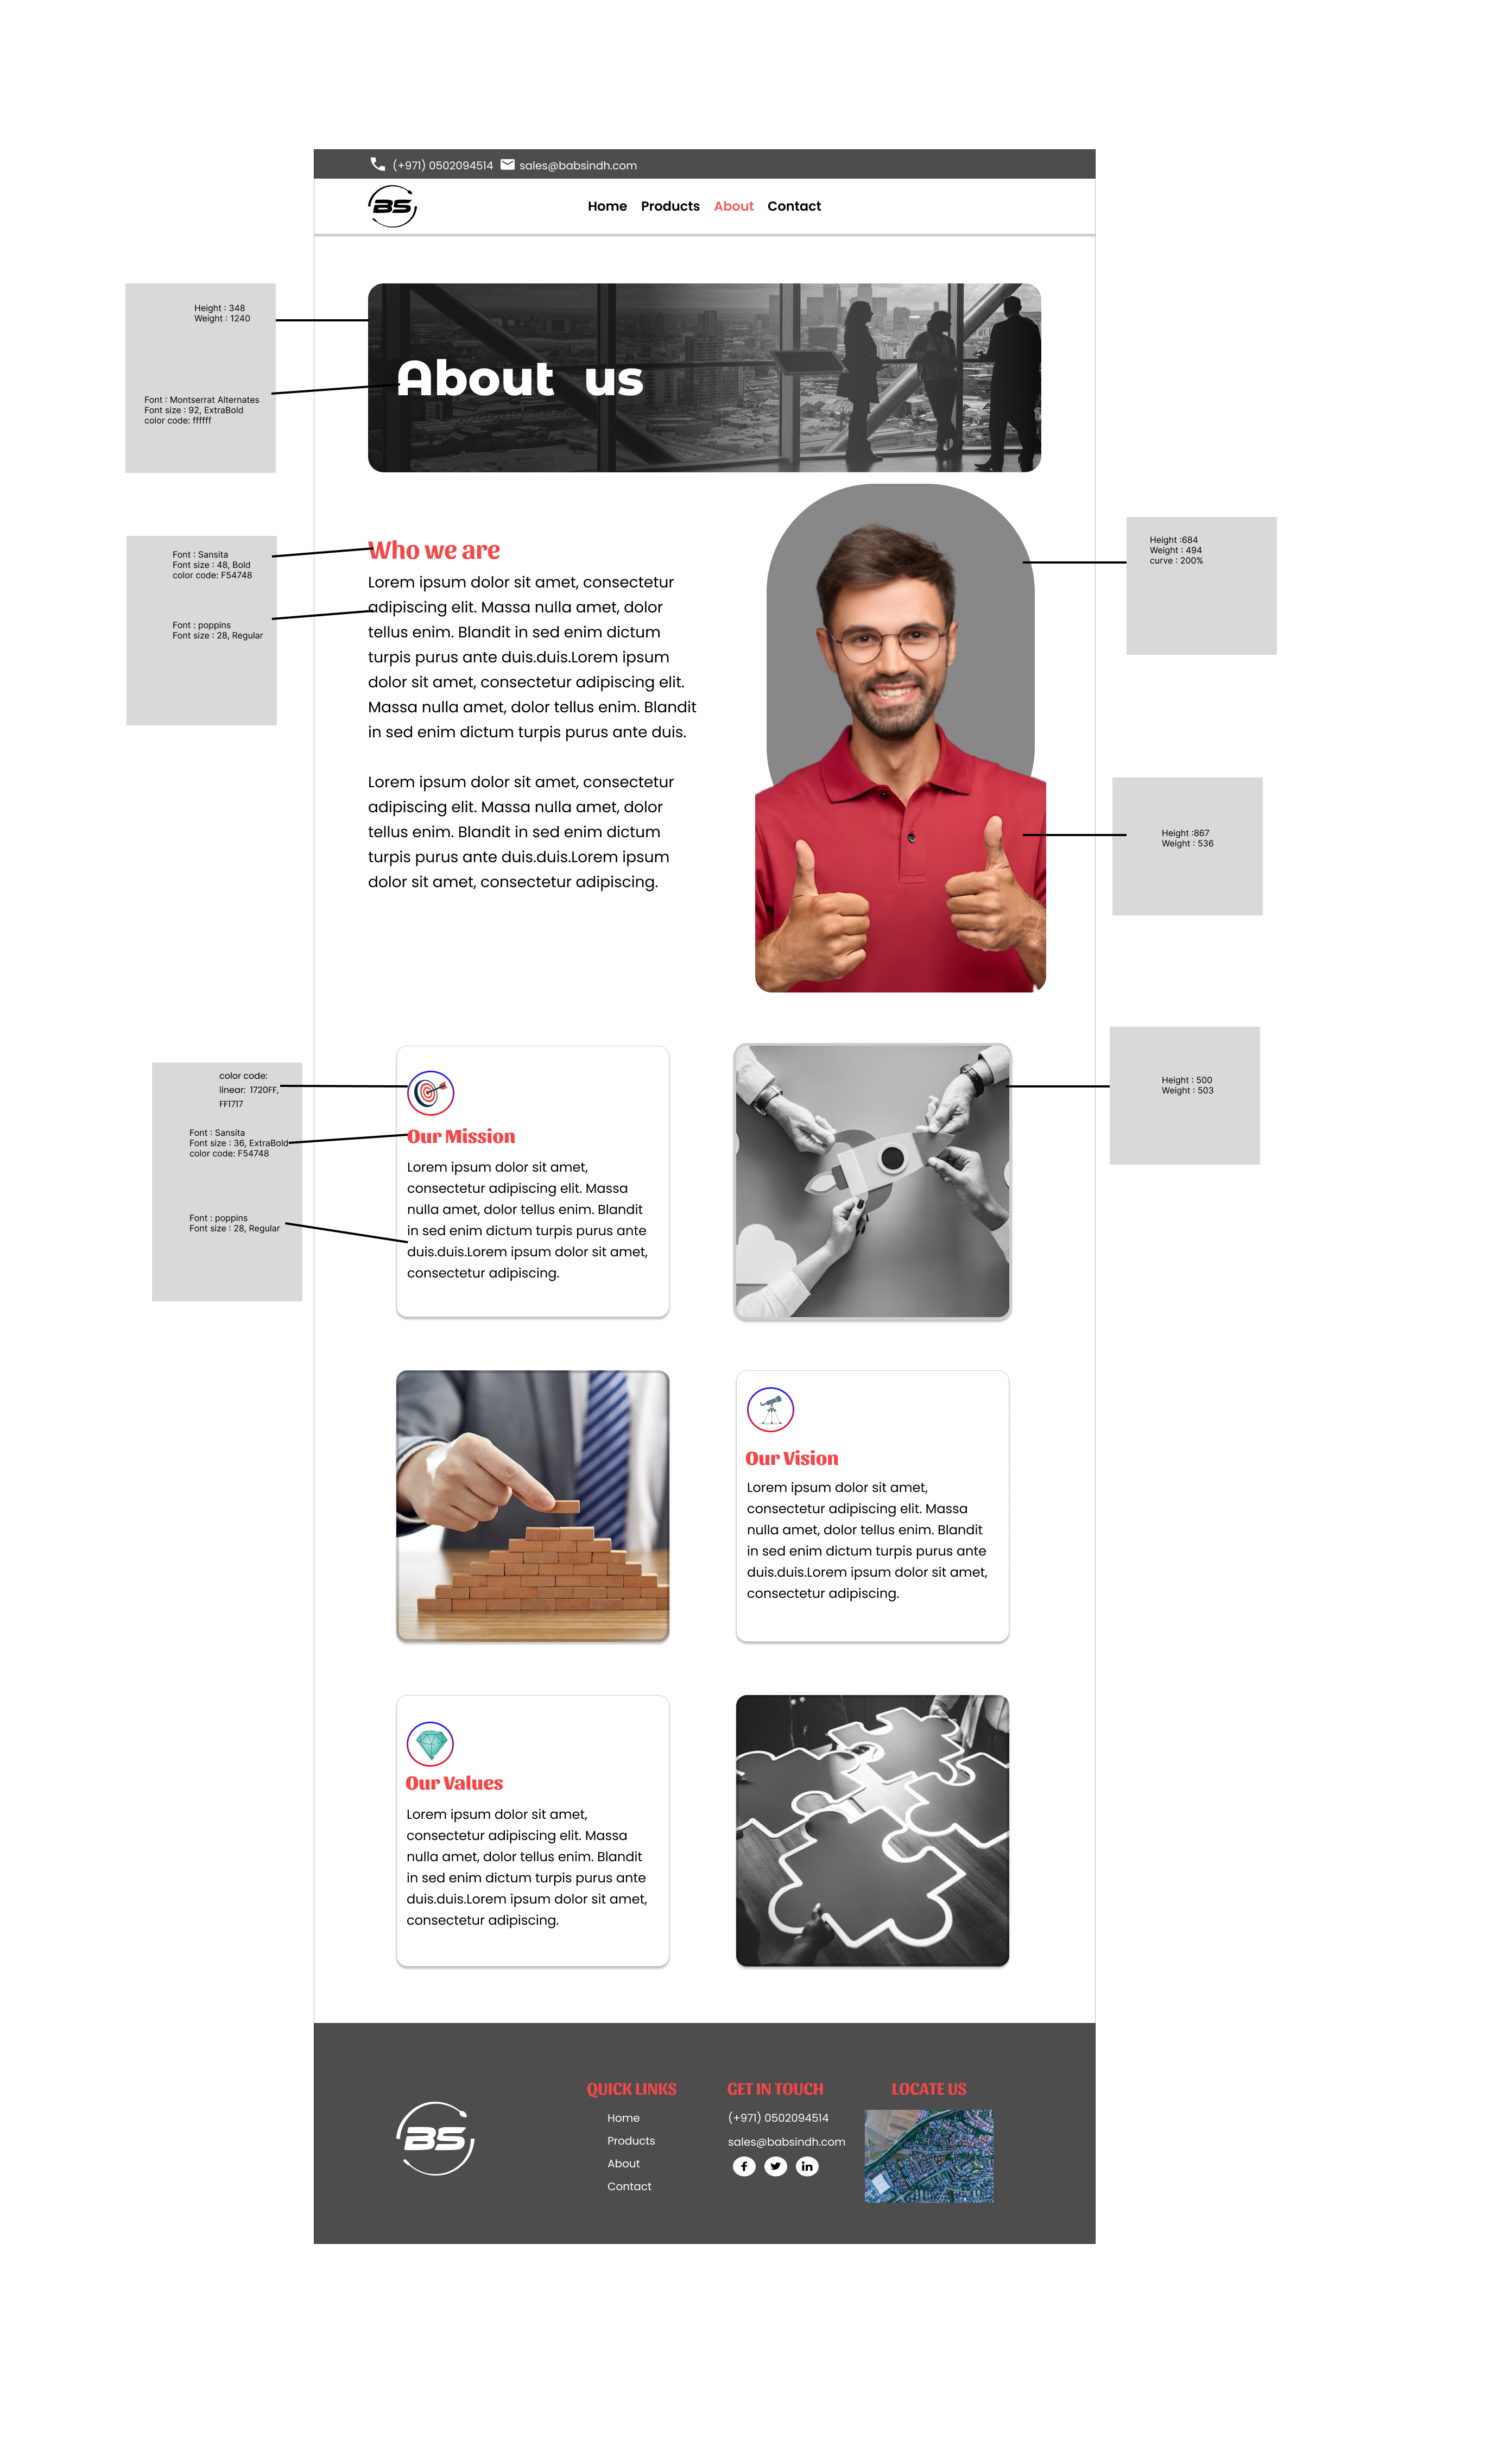 (+971) 0502094514 sales@babsindh.com
BS
Home Products About Contact
Height : 348
Weight : 1240
About us
Font : Montserrat Alternates
Font size : 92, ExtraBold
color code: ffffff
Font : Sansita
Font size : 48, Bold
color code: F54748
Font : poppins
Font size : 28, Regular
Who we are
Lorem ipsum dolor sit amet, consectetur
adipiscing elit. Massa nulla amet, dolor
tellus enim. Blandit in sed enim dictum
turpis purus ante duis.duis.Lorem ipsum
dolor sit amet, consectetur adipiscing elit.
Massa nulla amet, dolor tellus enim. Blandit
in sed enim dictum turpis purus ante duis.
Lorem ipsum dolor sit amet, consectetur
adipiscing elit. Massa nulla amet, dolor
tellus enim. Blandit in sed enim dictum
turpis purus ante duis.duis.Lorem ipsum
dolor sit amet, consectetur adipiscing.
Height :684
Weight : 494
curve : 200%
Height :867
Weight : 536
color code:
linear: 1720FF,
FF1717
Font : Sansita
Font size : 36, ExtraBold
color code: F54748
Font : poppins
Font size : 28, Regular
Our Mission
Lorem ipsum dolor sit amet,
consectetur adipiscing elit. Massa
nulla amet, dolor tellus enim. Blandit
in sed enim dictum turpis purus ante
duis.duis.Lorem ipsum dolor sit amet,
consectetur adipiscing.
Height : 500
Weight : 503
Our Vision
Lorem ipsum dolor sit amet,
consectetur adipiscing elit. Massa
nulla amet, dolor tellus enim. Blandit
in sed enim dictum turpis purus ante
duis.duis.Lorem ipsum dolor sit amet,
consectetur adipiscing.
Our Values
Lorem ipsum dolor sit amet,
consectetur adipiscing elit. Massa
nulla amet, dolor tellus enim. Blandit
in sed enim dictum turpis purus ante
duis.duis.Lorem ipsum dolor sit amet,
consectetur adipiscing.
BS
QUICK LINKS
Home
Products
About
Contact
GET IN TOUCH
(+971) 0502094514
sales@babsindh.com
f in
LOCATE US